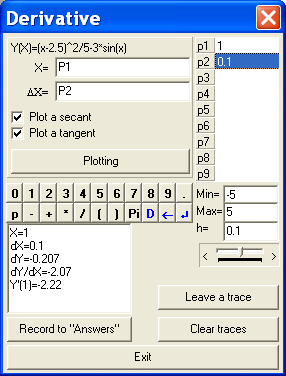 Derivative
Y(X)=(x-2.5)^2/5-3*sin(x)
X= P1
ΔX= P2
Plot a secant
Plot a tangent
Plotting
p1 1
p2 0.1
p3
p4
p5
p6
p7
p8
p9
0 1 2 3 4 5 6 7 8 9 .
p - + * / ( ) Pi D ← ↲
Min= -5
Max= 5
h= 0.1
< >
X=1
dX=0.1
dY=-0.207
dY/dX=-2.07
Y'(1)=-2.22
Leave a trace
Record to "Answers"
Clear traces
Exit